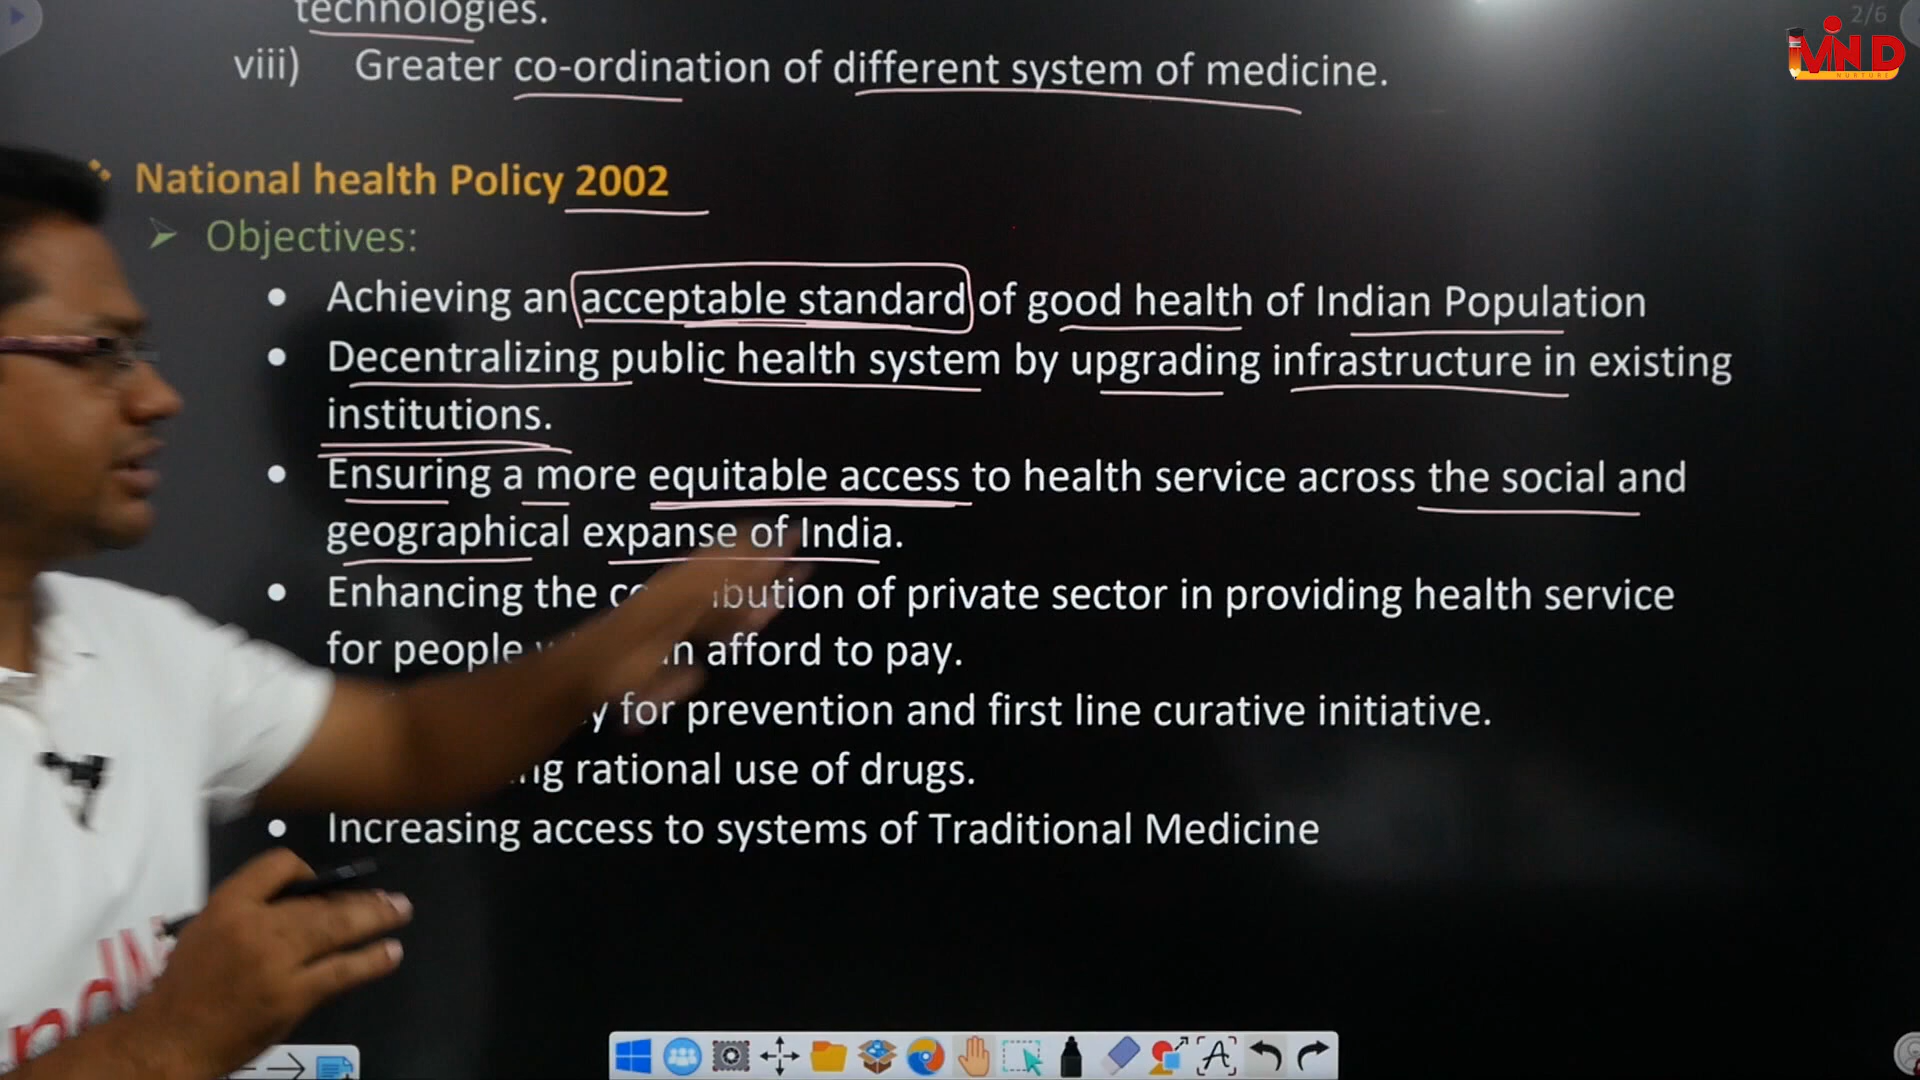 technologies.
viii) Greater co-ordination of different system of medicine.
2/6
MIND
NURTURE
National health Policy 2002
Objectives:
Achieving an acceptable standard of good health of Indian Population
Decentralizing public health system by upgrading infrastructure in existing
institutions.
Ensuring a more equitable access to health service across the social and
geographical expanse of India.
Enhancing the of private sector in providing health service
for people afford to pay.
for prevention and first line curative initiative.
rational use of drugs.
Increasing access to systems of Traditional Medicine